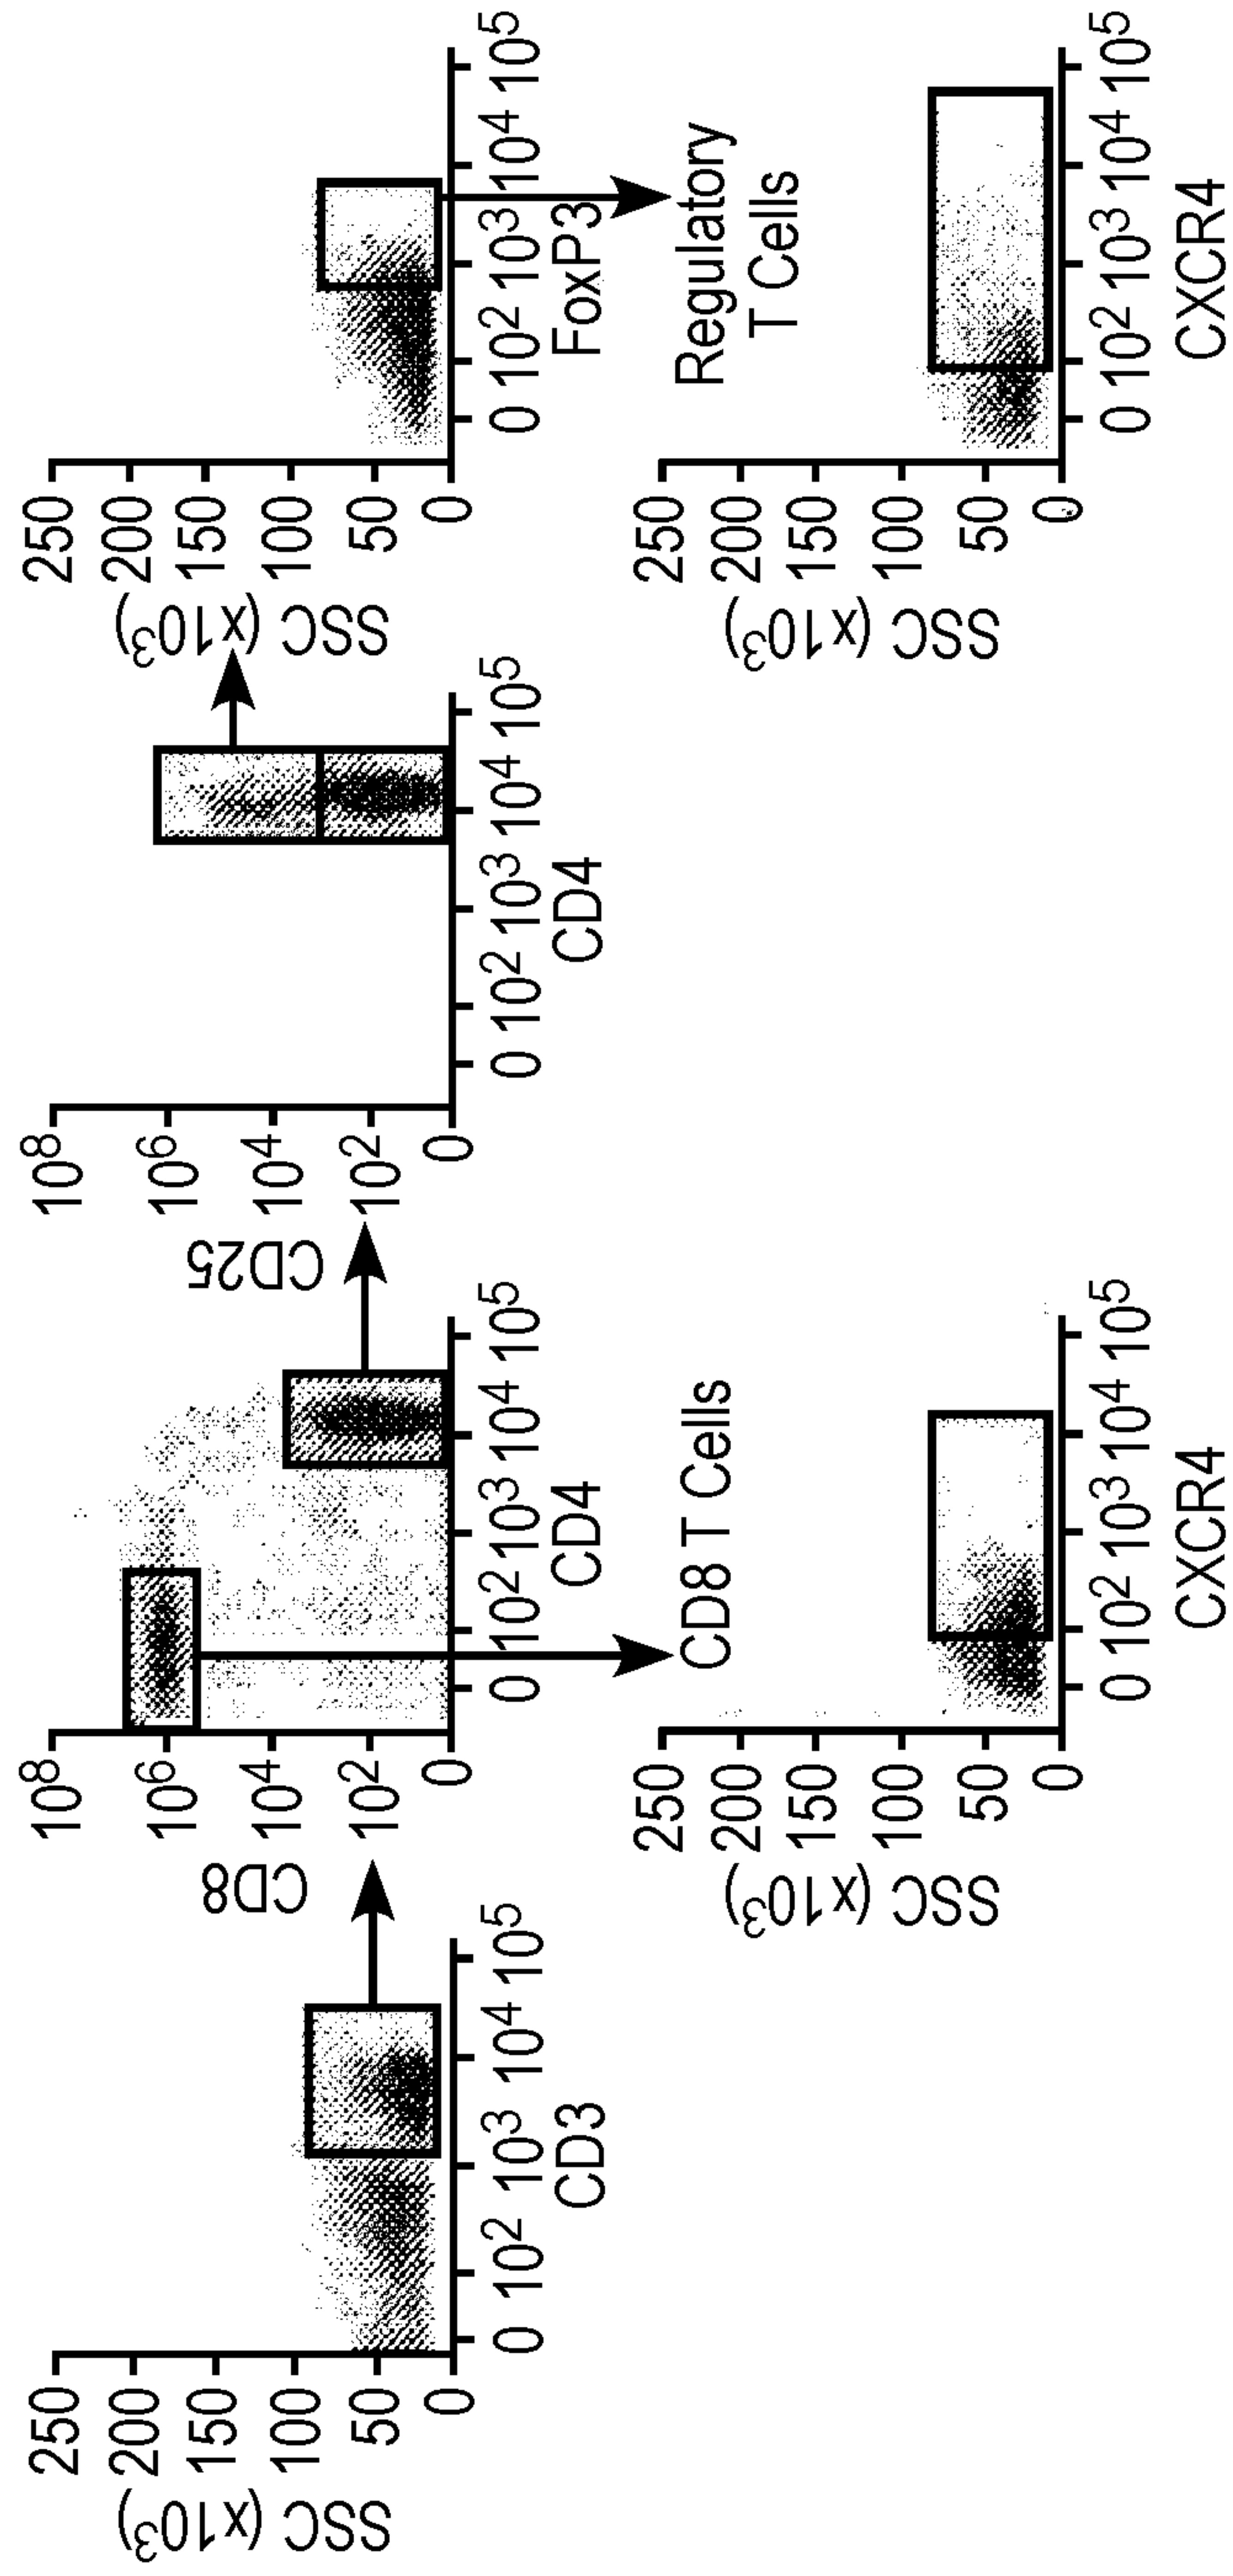 SSC (x10³)
250
200
150
100
50
0
0 10² 10³ 10⁴ 10⁵
CD3
CD8
10⁸
10⁶
10⁴
10²
0
0 10² 10³ 10⁴ 10⁵
CD4
CD25
10⁸
10⁶
10⁴
10²
0
0 10² 10³ 10⁴ 10⁵
CD4
SSC (x10³)
250
200
150
100
50
0
0 10² 10³ 10⁴ 10⁵
FoxP3
CD8 T Cells
Regulatory
T Cells
SSC (x10³)
250
200
150
100
50
0
0 10² 10³ 10⁴ 10⁵
CXCR4
SSC (x10³)
250
200
150
100
50
0
0 10² 10³ 10⁴ 10⁵
CXCR4